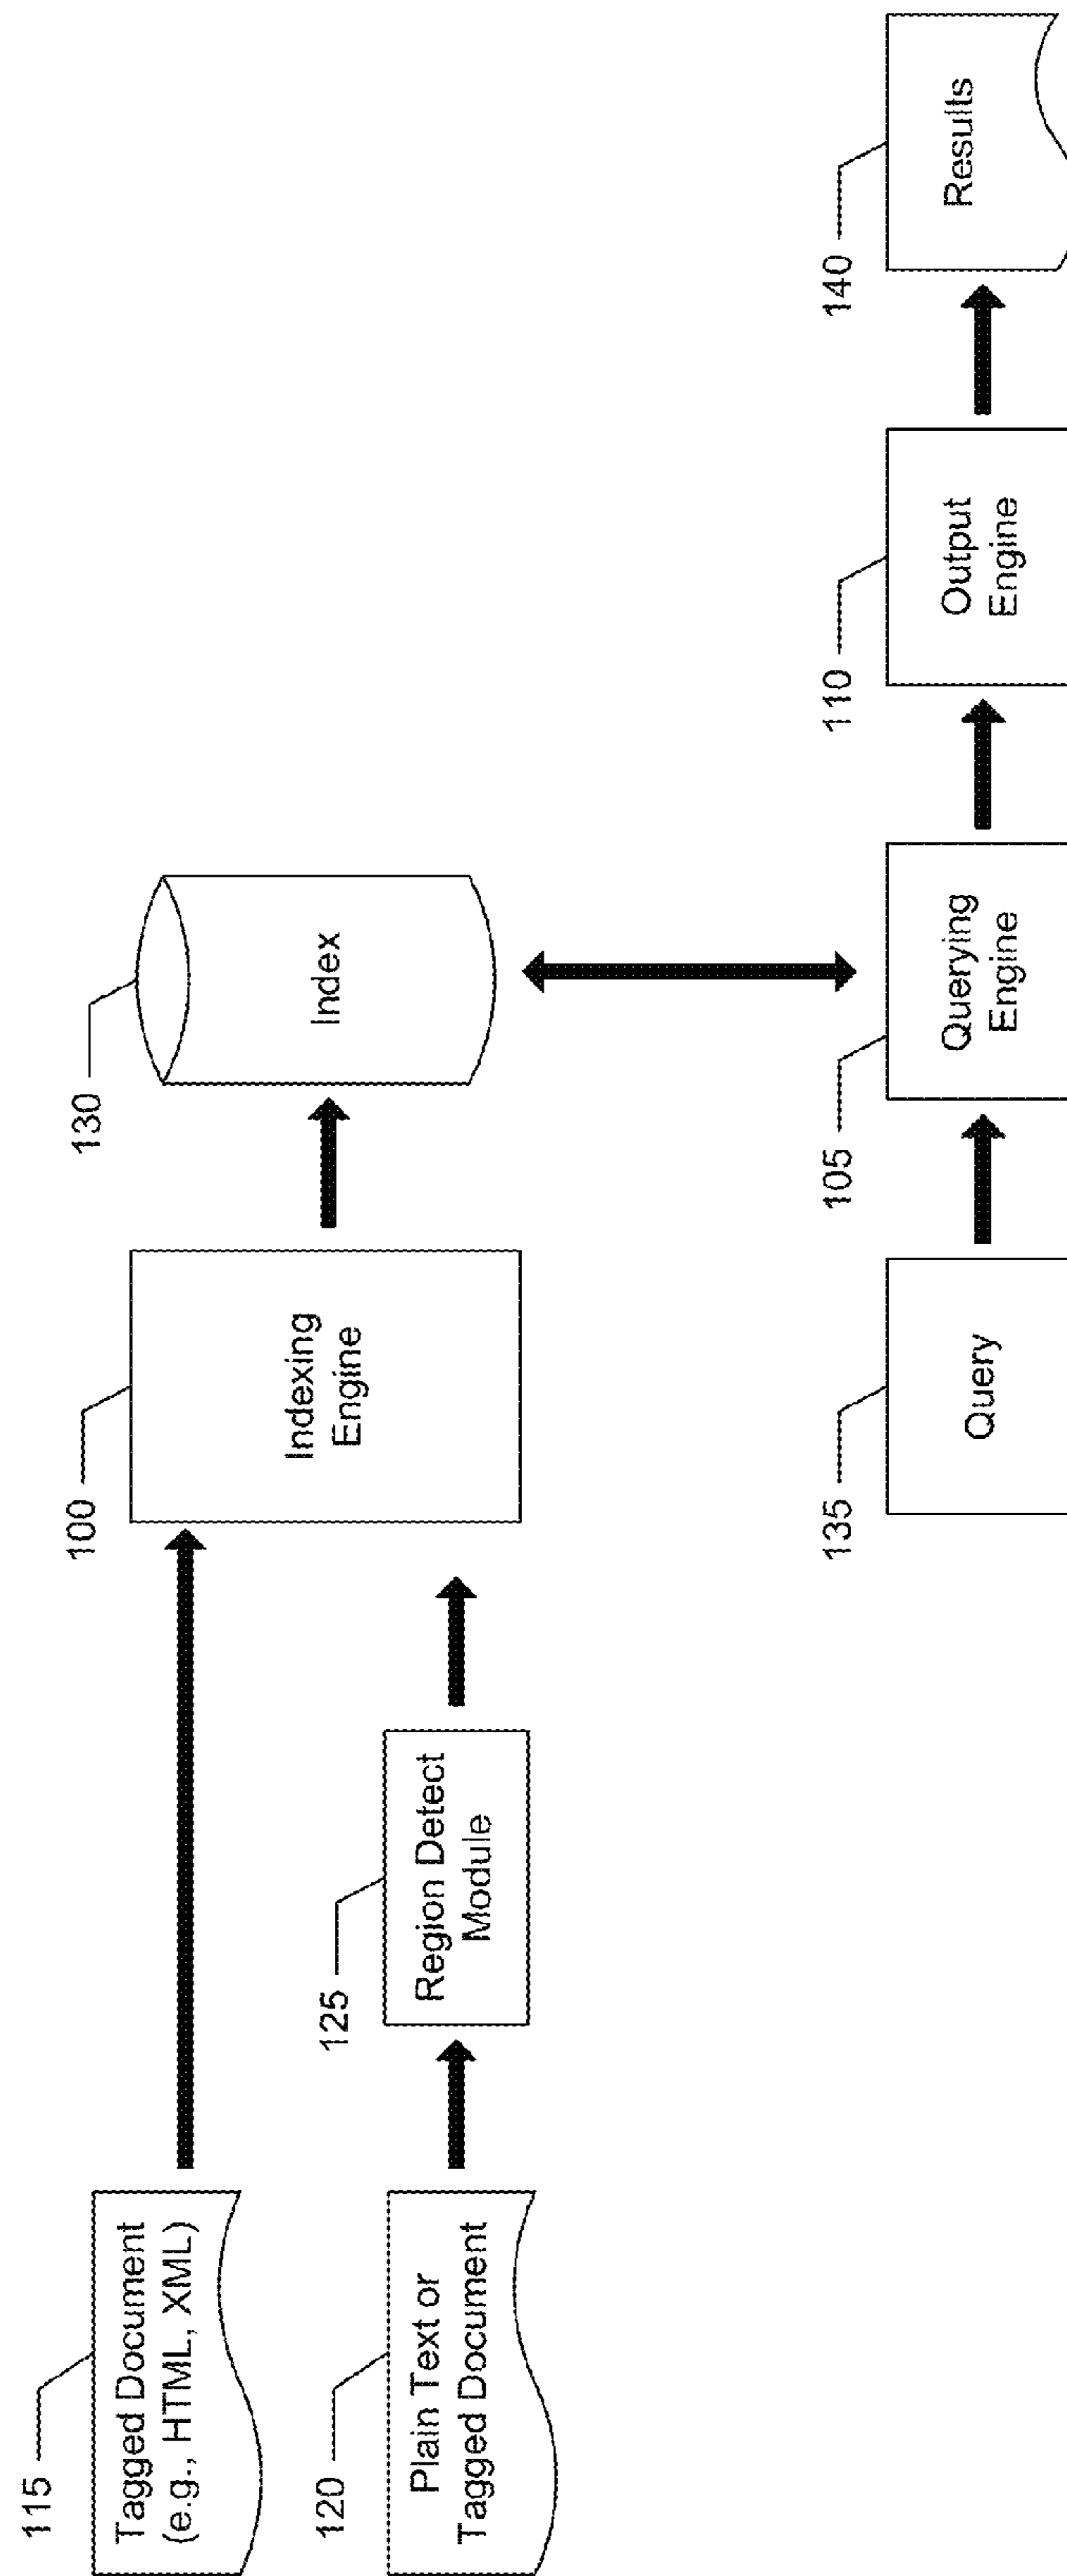 115
Tagged Document
(e.g., HTML, XML)
120
Plain Text or
Tagged Document
125
Region Detect
Module
100
Indexing
Engine
130
Index
135
Query
105
Querying
Engine
110
Output
Engine
140
Results